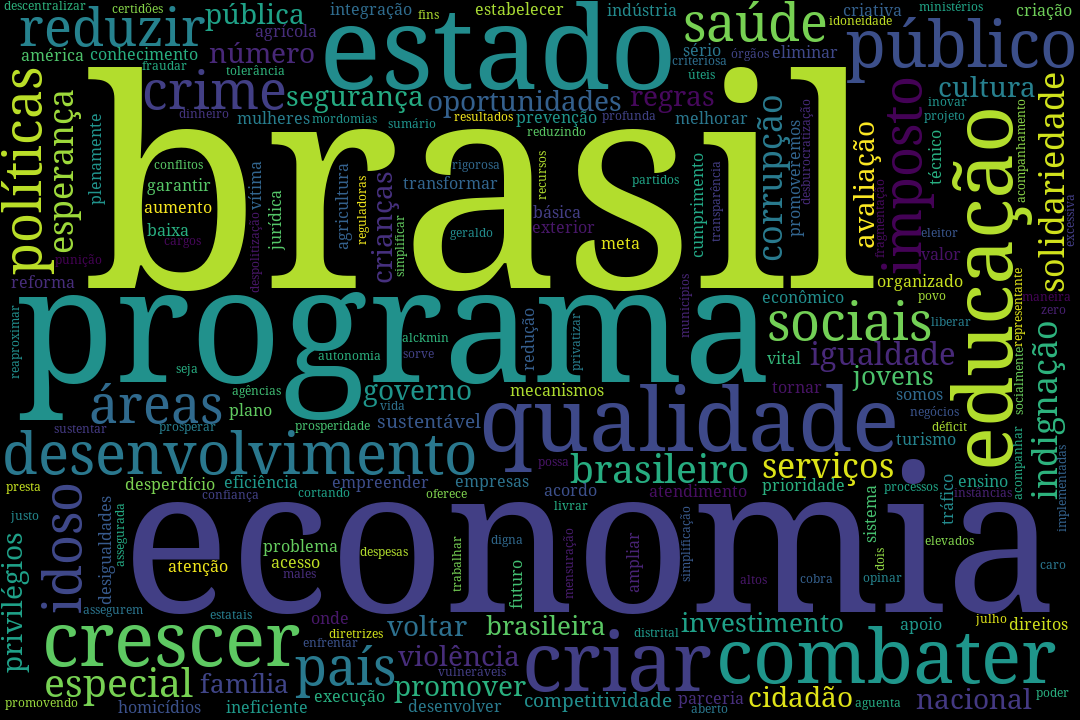 descentralizar
certidões
reduzir
pública
integração
fins
estabelecer
indústria
criativa
ministérios
criação
idoneidade
agrícola
estado
saúde
público
américa
conhecimento
número
sério
órgãos
eliminar
criteriosa
fraudar
tolerância
úteis
crime
segurança
oportunidades
regras
imposto
cultura
inovar
projeto
dinheiro
mulheres
mordomias
sumário
resultados
prevenção
profunda
melhorar
reduzindo
políticas
esperança
plenamente
brasil
conflitos
garantir
aumento
baixa
cargos
vítima
jurídica
despolinização
agricultura
reguladoras
crianças
simplificar
transformar
rigorosa
geraldo
recursos
básica
exterior
meta
partidos
cumprimento
transparência
corrupção
promoveremos
desburocratização
avaliação
fragmentação
técnico
eleitor
valor
educação
acompanhamento
solidariedade
excessiva
punição
reforma
organizado
povo
maneira
zero
programa
reaproximar
seja
autonomia
alckmin
sorve
redução
privatizar
municípios
econômico
sociais
liberar
representante
vital
igualdade
jovens
tornar
somos
negócios
déficit
socialmente
indignação
áreas
agências
governo
vida
plano
prosperidade
sustentável
mecanismos
qualidade
turismo
sustentar
prosperar
desenvolvimento
possa
brasileiro
serviços
acompanhar
implementadas
presta
desperdício
eficiência
confiança
cortando
empreender
oferece
empresas
acordo
livrar
atendimento
prioridade
processos
ensino
instâncias
tráfico
sistema
justo
idoso
desigualdades
assegurada
economia
problema
acesso
males
atenção
despesas
trabalhar
digna
futuro
mensuração
ampliar
simplificação
altos
cobra
dois
opinar
elevados
caro
privilégios
assegurem
estatais
onde
diretrizes
enfrentar
voltar
brasileira
distrital
investimento
apoio
julho
direitos
crescer
país
violência
vulneráveis
criar
combater
especial
família
promover
execução
competitividade
parceria
aberto
cidadão
aguenta
nacional
poder
promovendo
homicídios
ineficiente
desenvolver